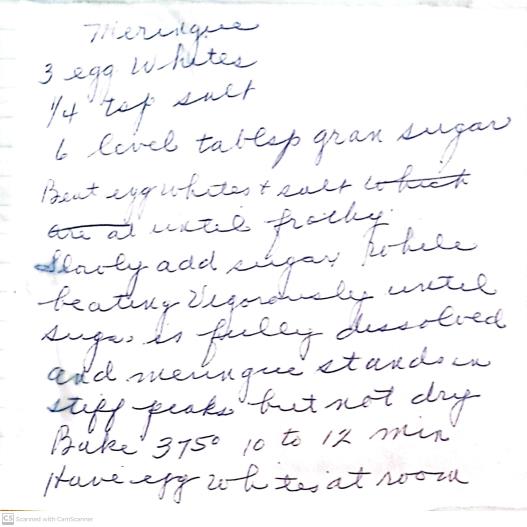 Meringue
3 egg whites
1/4 tsp salt
6 level tablsp gran sugar
Beat egg whites + salt which
are at until frothy.
Slowly add sugar while
beating Vigorously until
sugar is fully dissolved
and meringue stands in
stiff peaks but not dry
Bake 375° 10 to 12 min
Have egg whites at room
CS Scanned with CamScanner